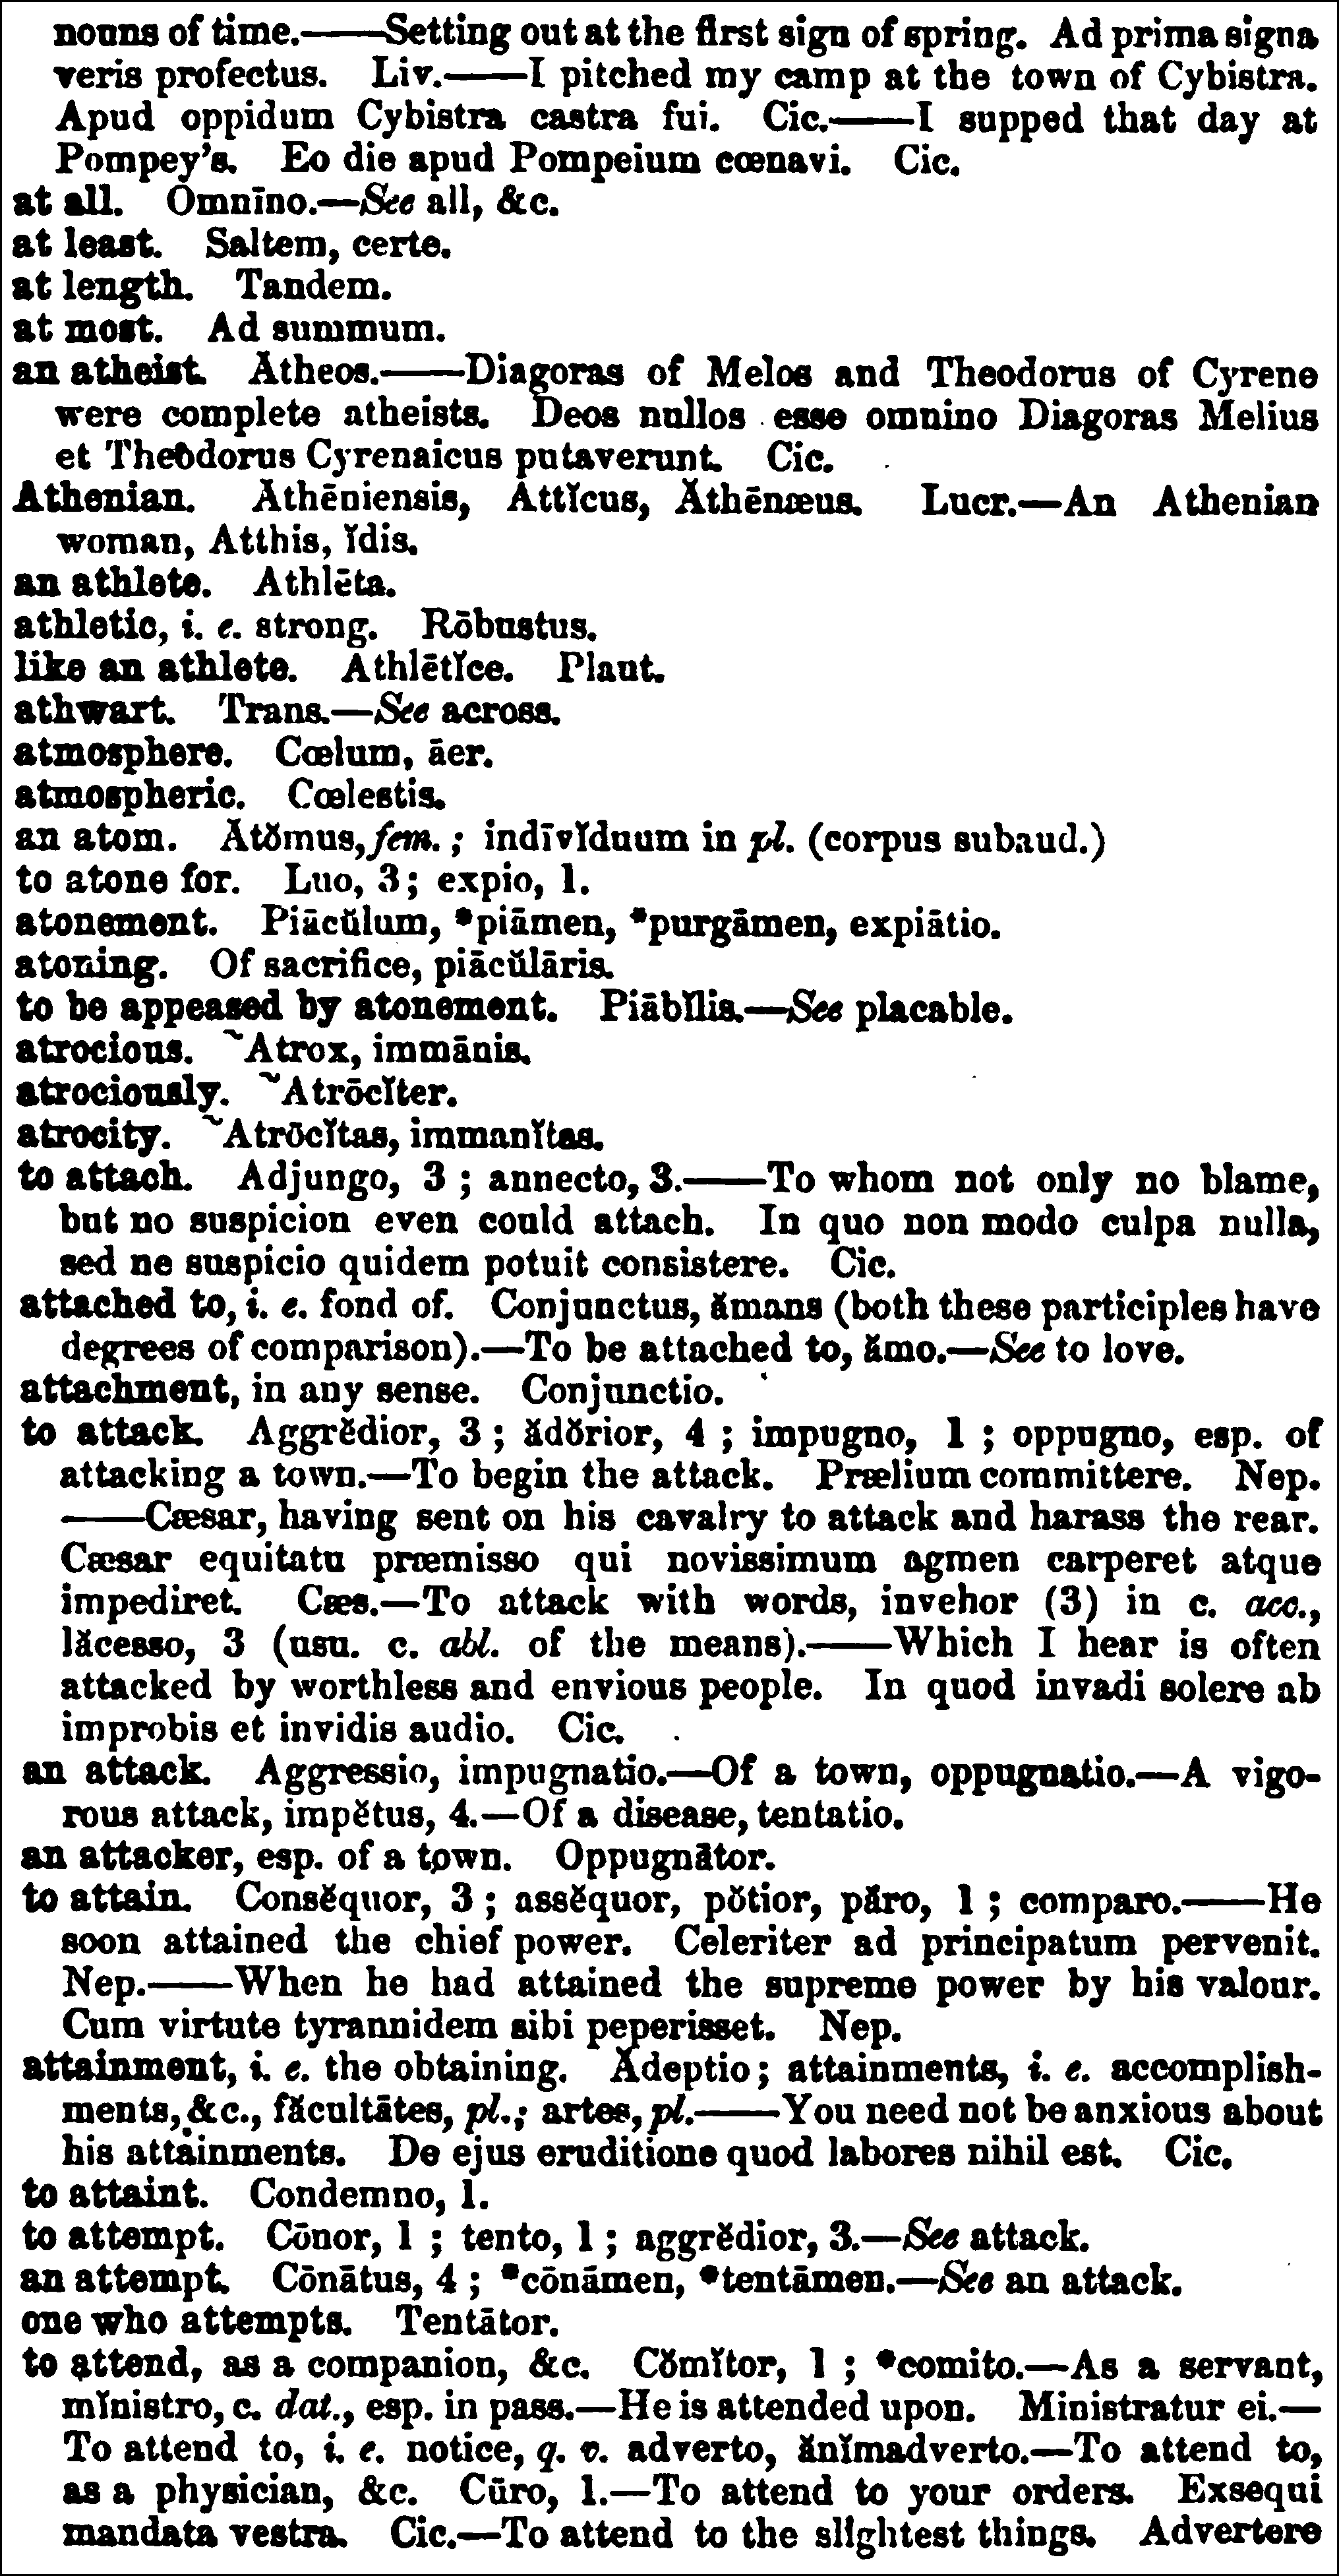 nouns of time.——Setting out at the first sign of spring. Ad prima signa
veris profectus. Liv.——I pitched my camp at the town of Cybistra.
Apud oppidum Cybistra castra fui. Cic.——I supped that day at
Pompey's. Eo die apud Pompeium cœnavi. Cic.
at all. Omnīno.—See all, &c.
at least. Saltem, certe.
at length. Tandem.
at most. Ad summum.
an atheist. Ătheos.——Diagoras of Melos and Theodorus of Cyrene
were complete atheists. Deos nullos esse omnino Diagoras Melius
et Theodorus Cyrenaicus putaverunt. Cic.
Athenian. Ăthēniensis, Attĭcus, Ăthēnæus. Lucr.—An Athenian
woman, Atthis, ĭdis.
an athlete. Athlēta.
athletic, i. e. strong. Rōbustus.
like an athlete. Athlētĭce. Plaut.
athwart. Trans.—See across.
atmosphere. Cœlum, āer.
atmospheric. Cœlestis.
an atom. Ătŏmus, fem.; indīvĭduum in pl. (corpus subaud.)
to atone for. Luo, 3; expio, 1.
atonement. Piācŭlum, *piāmen, *purgāmen, expiātio.
atoning. Of sacrifice, piācŭlāris.
to be appeased by atonement. Piābĭlis.—See placable.
atrocious. ~Atrox, immānis.
atrociously. ~Atrōcĭter.
atrocity. ~Atrōcĭtas, immanĭtas.
to attach. Adjungo, 3; annecto, 3.——To whom not only no blame,
but no suspicion even could attach. In quo non modo culpa nulla,
sed ne suspicio quidem potuit consistere. Cic.
attached to, i. e. fond of. Conjunctus, ămans (both these participles have
degrees of comparison).—To be attached to, ămo.—See to love.
attachment, in any sense. Conjunctio.
to attack. Aggrĕdior, 3; ădŏrior, 4; impugno, 1; oppugno, esp. of
attacking a town.—To begin the attack. Prælium committere. Nep.
——Cæsar, having sent on his cavalry to attack and harass the rear.
Cæsar equitatu præmisso qui novissimum agmen carperet atque
impediret. Cæs.—To attack with words, invehor (3) in c. acc.,
lăcesso, 3 (usu. c. abl. of the means).——Which I hear is often
attacked by worthless and envious people. In quod invadi solere ab
improbis et invidis audio. Cic.
an attack. Aggressio, impugnatio.—Of a town, oppugnatio.—A vigo-
rous attack, impĕtus, 4.—Of a disease, tentatio.
an attacker, esp. of a town. Oppugnātor.
to attain. Consĕquor, 3; assĕquor, pŏtior, păro, 1; comparo.——He
soon attained the chief power. Celeriter ad principatum pervenit.
Nep.——When he had attained the supreme power by his valour.
Cum virtute tyrannidem sibi peperisset. Nep.
attainment, i. e. the obtaining. Ădeptio; attainments, i. e. accomplish-
ments, &c., făcultātes, pl.; artes, pl.——You need not be anxious about
his attainments. De ejus eruditione quod labores nihil est. Cic.
to attaint. Condemno, 1.
to attempt. Cōnor, 1; tento, 1; aggrĕdior, 3.—See attack.
an attempt. Cōnātus, 4; *cōnāmen, *tentāmen.—See an attack.
one who attempts. Tentātor.
to attend, as a companion, &c. Cŏmĭtor, 1; *comito.—As a servant,
mĭnistro, c. dat., esp. in pass.—He is attended upon. Ministratur ei.—
To attend to, i. e. notice, q. v. adverto, ănĭmadverto.—To attend to,
as a physician, &c. Cūro, 1.—To attend to your orders. Exsequi
mandata vestra. Cic.—To attend to the slightest things. Advertere